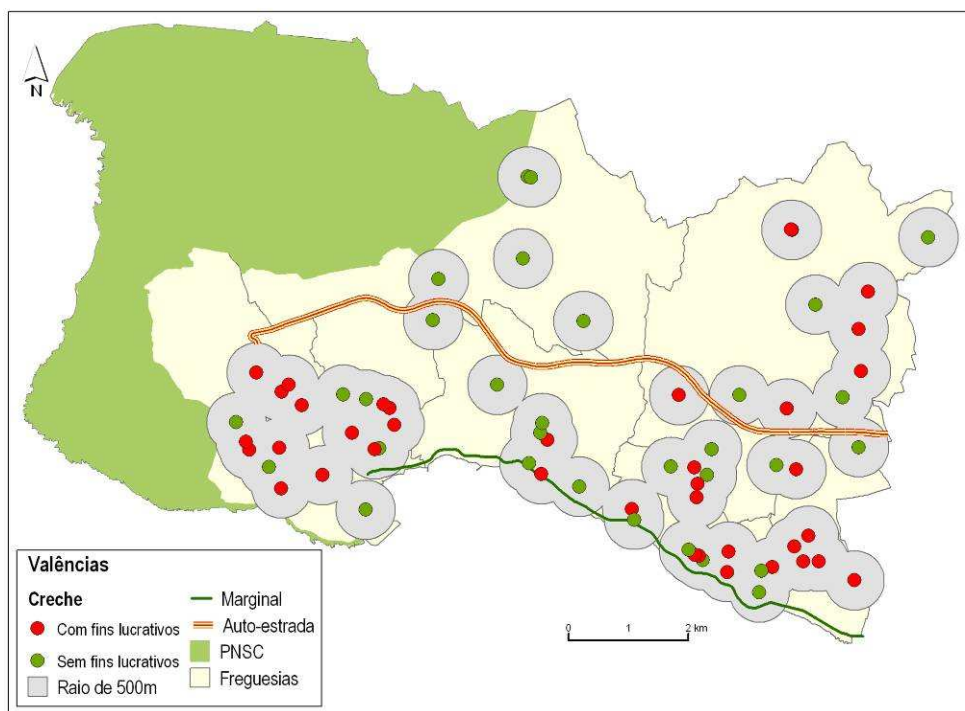 N
Valências
Creche
Com fins lucrativos
Sem fins lucrativos
Raio de 500m
Marginal
Auto-estrada
PNSC
Freguesias
0 1 2 km